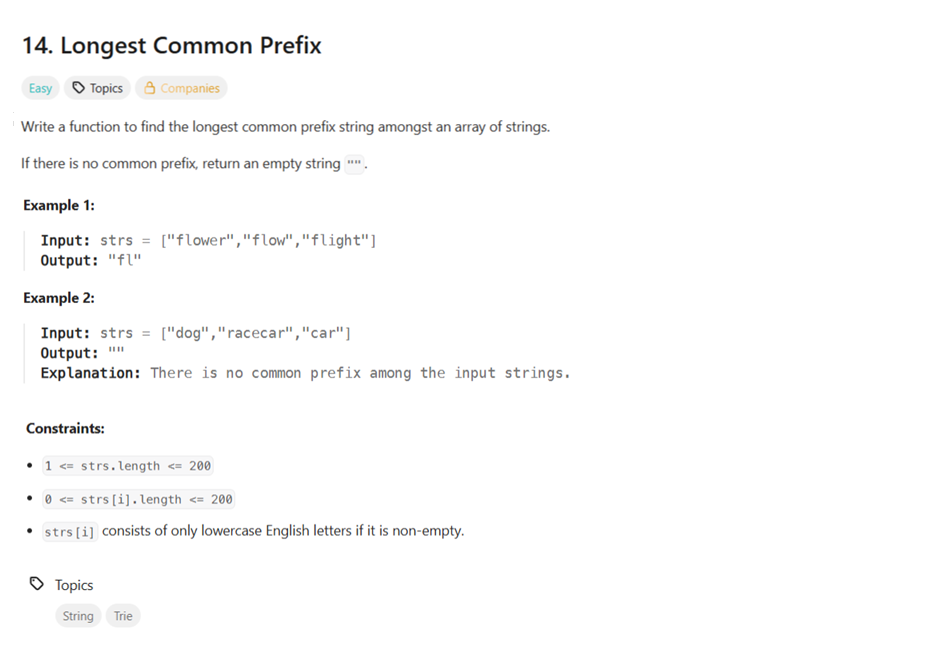 14. Longest Common Prefix
Easy Topics Companies
Write a function to find the longest common prefix string amongst an array of strings.
If there is no common prefix, return an empty string "".
Example 1:
Input: strs = ["flower","flow","flight"]
Output: "fl"
Example 2:
Input: strs = ["dog","racecar","car"]
Output: ""
Explanation: There is no common prefix among the input strings.
Constraints:
• 1 <= strs.length <= 200
• 0 <= strs[i].length <= 200
• strs[i] consists of only lowercase English letters if it is non-empty.
Topics
String Trie